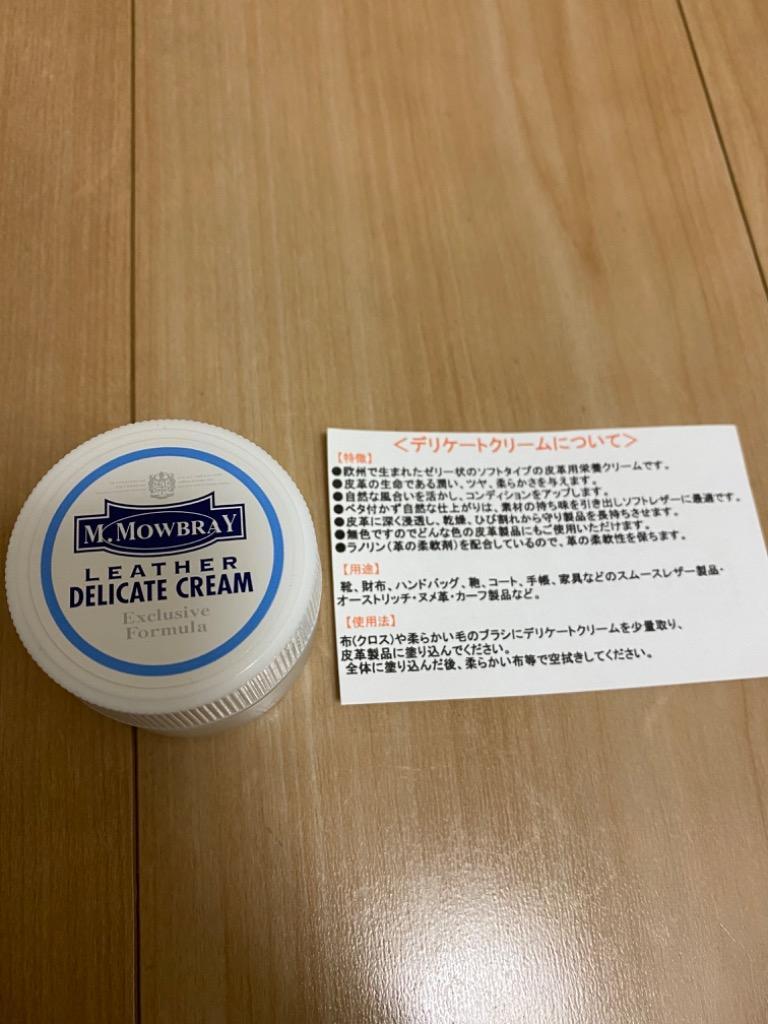 M.MOWBRAY
LEATHER
DELICATE CREAM
Exclusive
Formula
＜デリケートクリームについて＞
【特徴】
●欧州で生まれたゼリー状のソフトタイプの皮革用栄養クリームです。
●皮革の生命である潤い、ツヤ、柔らかさを与えます。
●自然な風合いを活かし、コンディションをアップします。
●ベタ付かず自然な仕上がりは、素材の持ち味を引き出しソフトレザーに最適です。
●皮革に深く浸透し、乾燥、ひび割れから守り製品を長持ちさせます。
●無色ですのでどんな色の皮革製品にもご使用いただけます。
●ラノリン（革の柔軟剤）を配合しているので、革の柔軟性を保ちます。
【用途】
靴、財布、ハンドバッグ、鞄、コート、手帳、家具などのスムースレザー製品・
オーストリッチ・ヌメ革・カーフ製品など。
【使用法】
布（クロス）や柔らかい毛のブラシにデリケートクリームを少量取り、
皮革製品に塗り込んでください。
全体に塗り込んだ後、柔らかい布等で空拭きしてください。